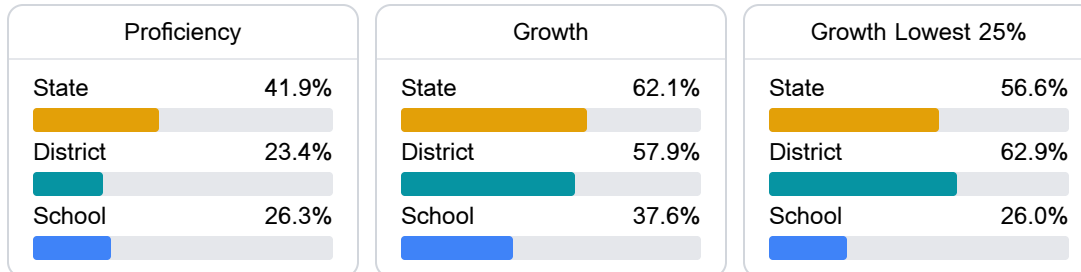 Proficiency
State 41.9%
District 23.4%
School 26.3%
Growth
State 62.1%
District 57.9%
School 37.6%
Growth Lowest 25%
State 56.6%
District 62.9%
School 26.0%